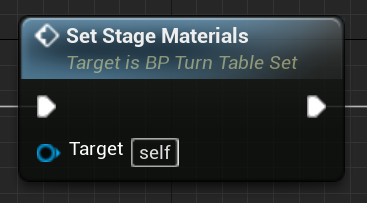 Set Stage Materials
Target is BP Turn Table Set
Target self